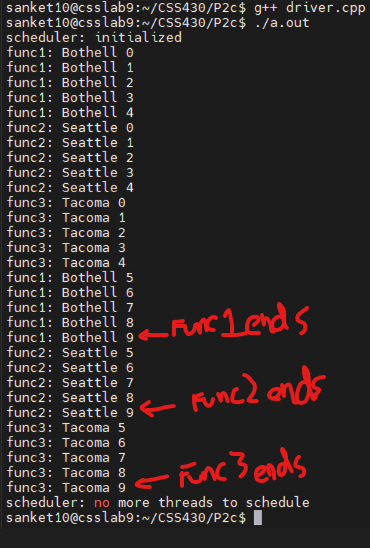 sanket10@csslab9:~/CSS430/P2c$ g++ driver.cpp
sanket10@csslab9:~/CSS430/P2c$ ./a.out
scheduler: initialized
func1: Bothell 0
func1: Bothell 1
func1: Bothell 2
func1: Bothell 3
func1: Bothell 4
func2: Seattle 0
func2: Seattle 1
func2: Seattle 2
func2: Seattle 3
func2: Seattle 4
func3: Tacoma 0
func3: Tacoma 1
func3: Tacoma 2
func3: Tacoma 3
func3: Tacoma 4
func1: Bothell 5
func1: Bothell 6
func1: Bothell 7
func1: Bothell 8
func1: Bothell 9 ← Func1 ends
func2: Seattle 5
func2: Seattle 6
func2: Seattle 7
func2: Seattle 8
func2: Seattle 9 ← Func2 ends
func3: Tacoma 5
func3: Tacoma 6
func3: Tacoma 7
func3: Tacoma 8
func3: Tacoma 9 ← Func3 ends
scheduler: no more threads to schedule
sanket10@csslab9:~/CSS430/P2c$